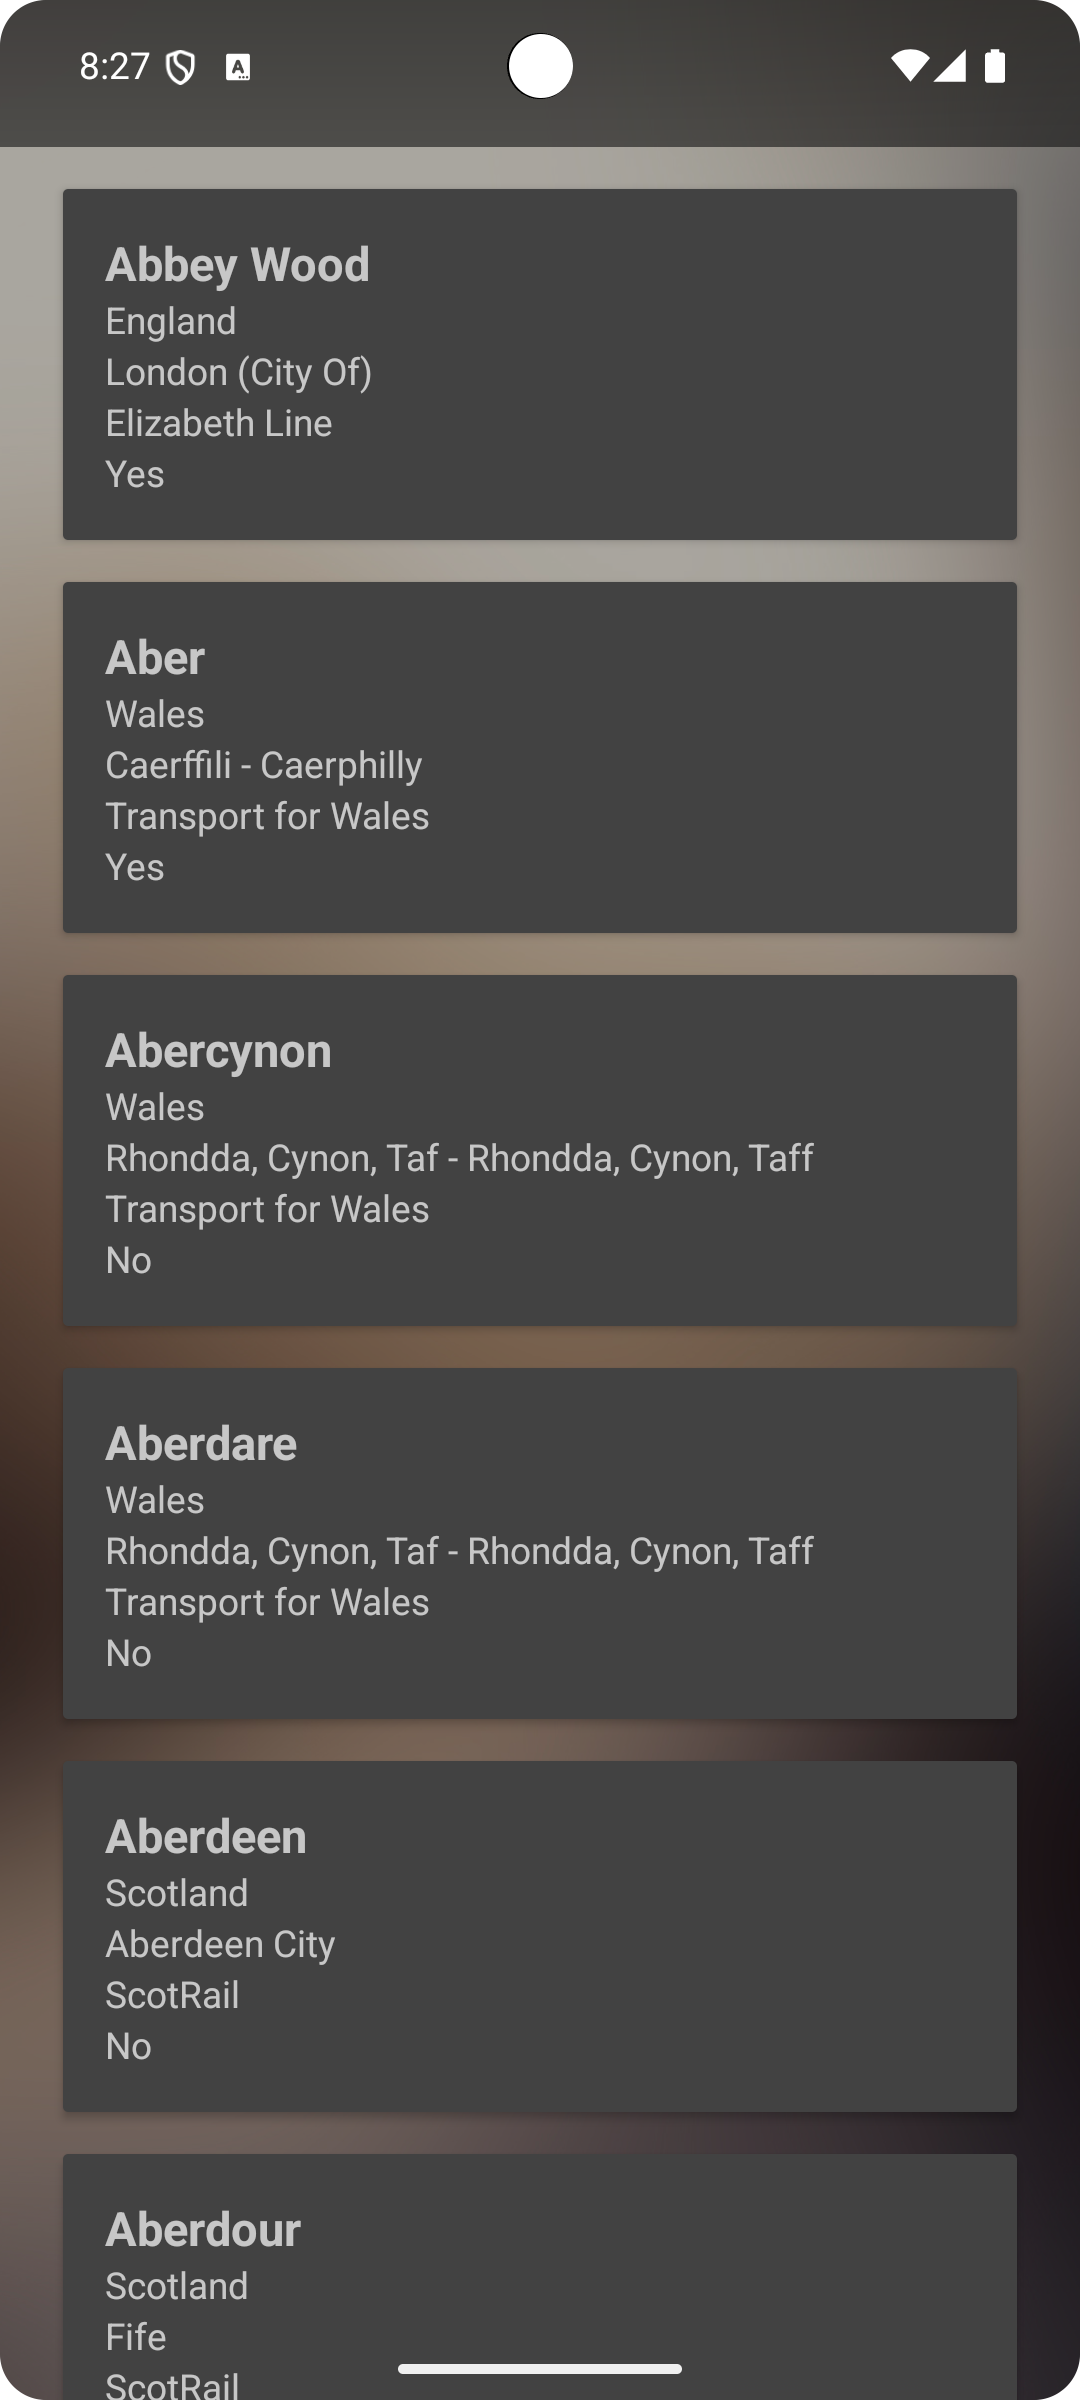 8:27
Abbey Wood
England
London (City Of)
Elizabeth Line
Yes
Aber
Wales
Caerffili - Caerphilly
Transport for Wales
Yes
Abercynon
Wales
Rhondda, Cynon, Taf - Rhondda, Cynon, Taff
Transport for Wales
No
Aberdare
Wales
Rhondda, Cynon, Taf - Rhondda, Cynon, Taff
Transport for Wales
No
Aberdeen
Scotland
Aberdeen City
ScotRail
No
Aberdour
Scotland
Fife
ScotRail